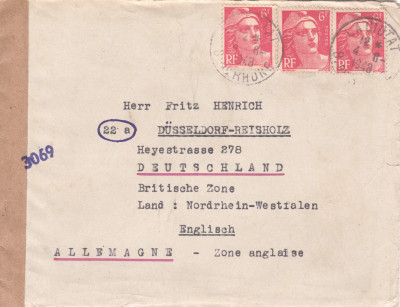 6F
RF
RF
RF
Herr Fritz HENRICH
22 a DÜSSELDORF-REISHOLZ
Heyestrasse 278
DEUTSCHLAND
Britische Zone
Land : Nordrhein-Westfalen
Englisch
ALLEMAGNE - Zone anglaise
3069